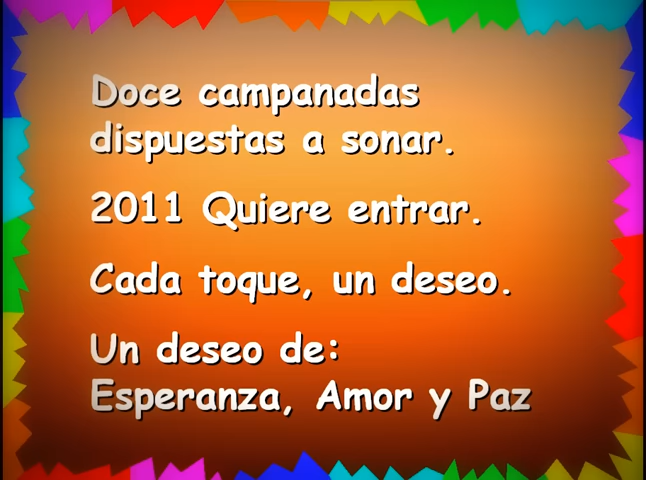 Doce campanadas
dispuestas a sonar.
2011 Quiere entrar.
Cada toque, un deseo.
Un deseo de:
Esperanza, Amor y Paz